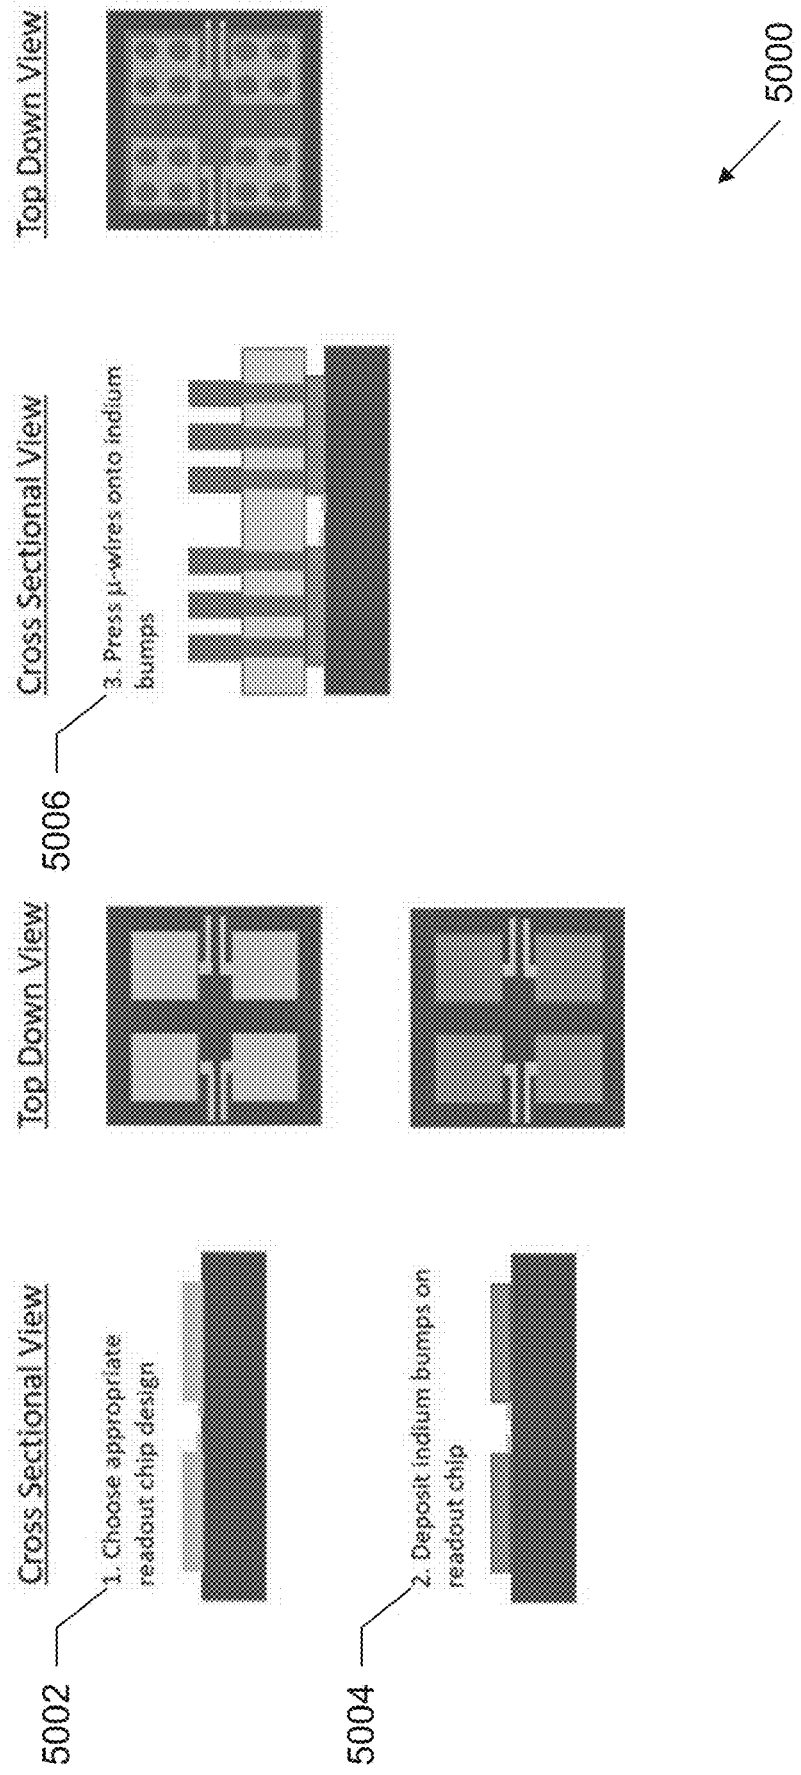 Cross Sectional View
Top Down View
5002
1. Choose appropriate
readout chip design
5004
2. Deposit indium bumps on
readout chip
Cross Sectional View
Top Down View
5006
3. Press μ-wires onto indium
bumps
5000